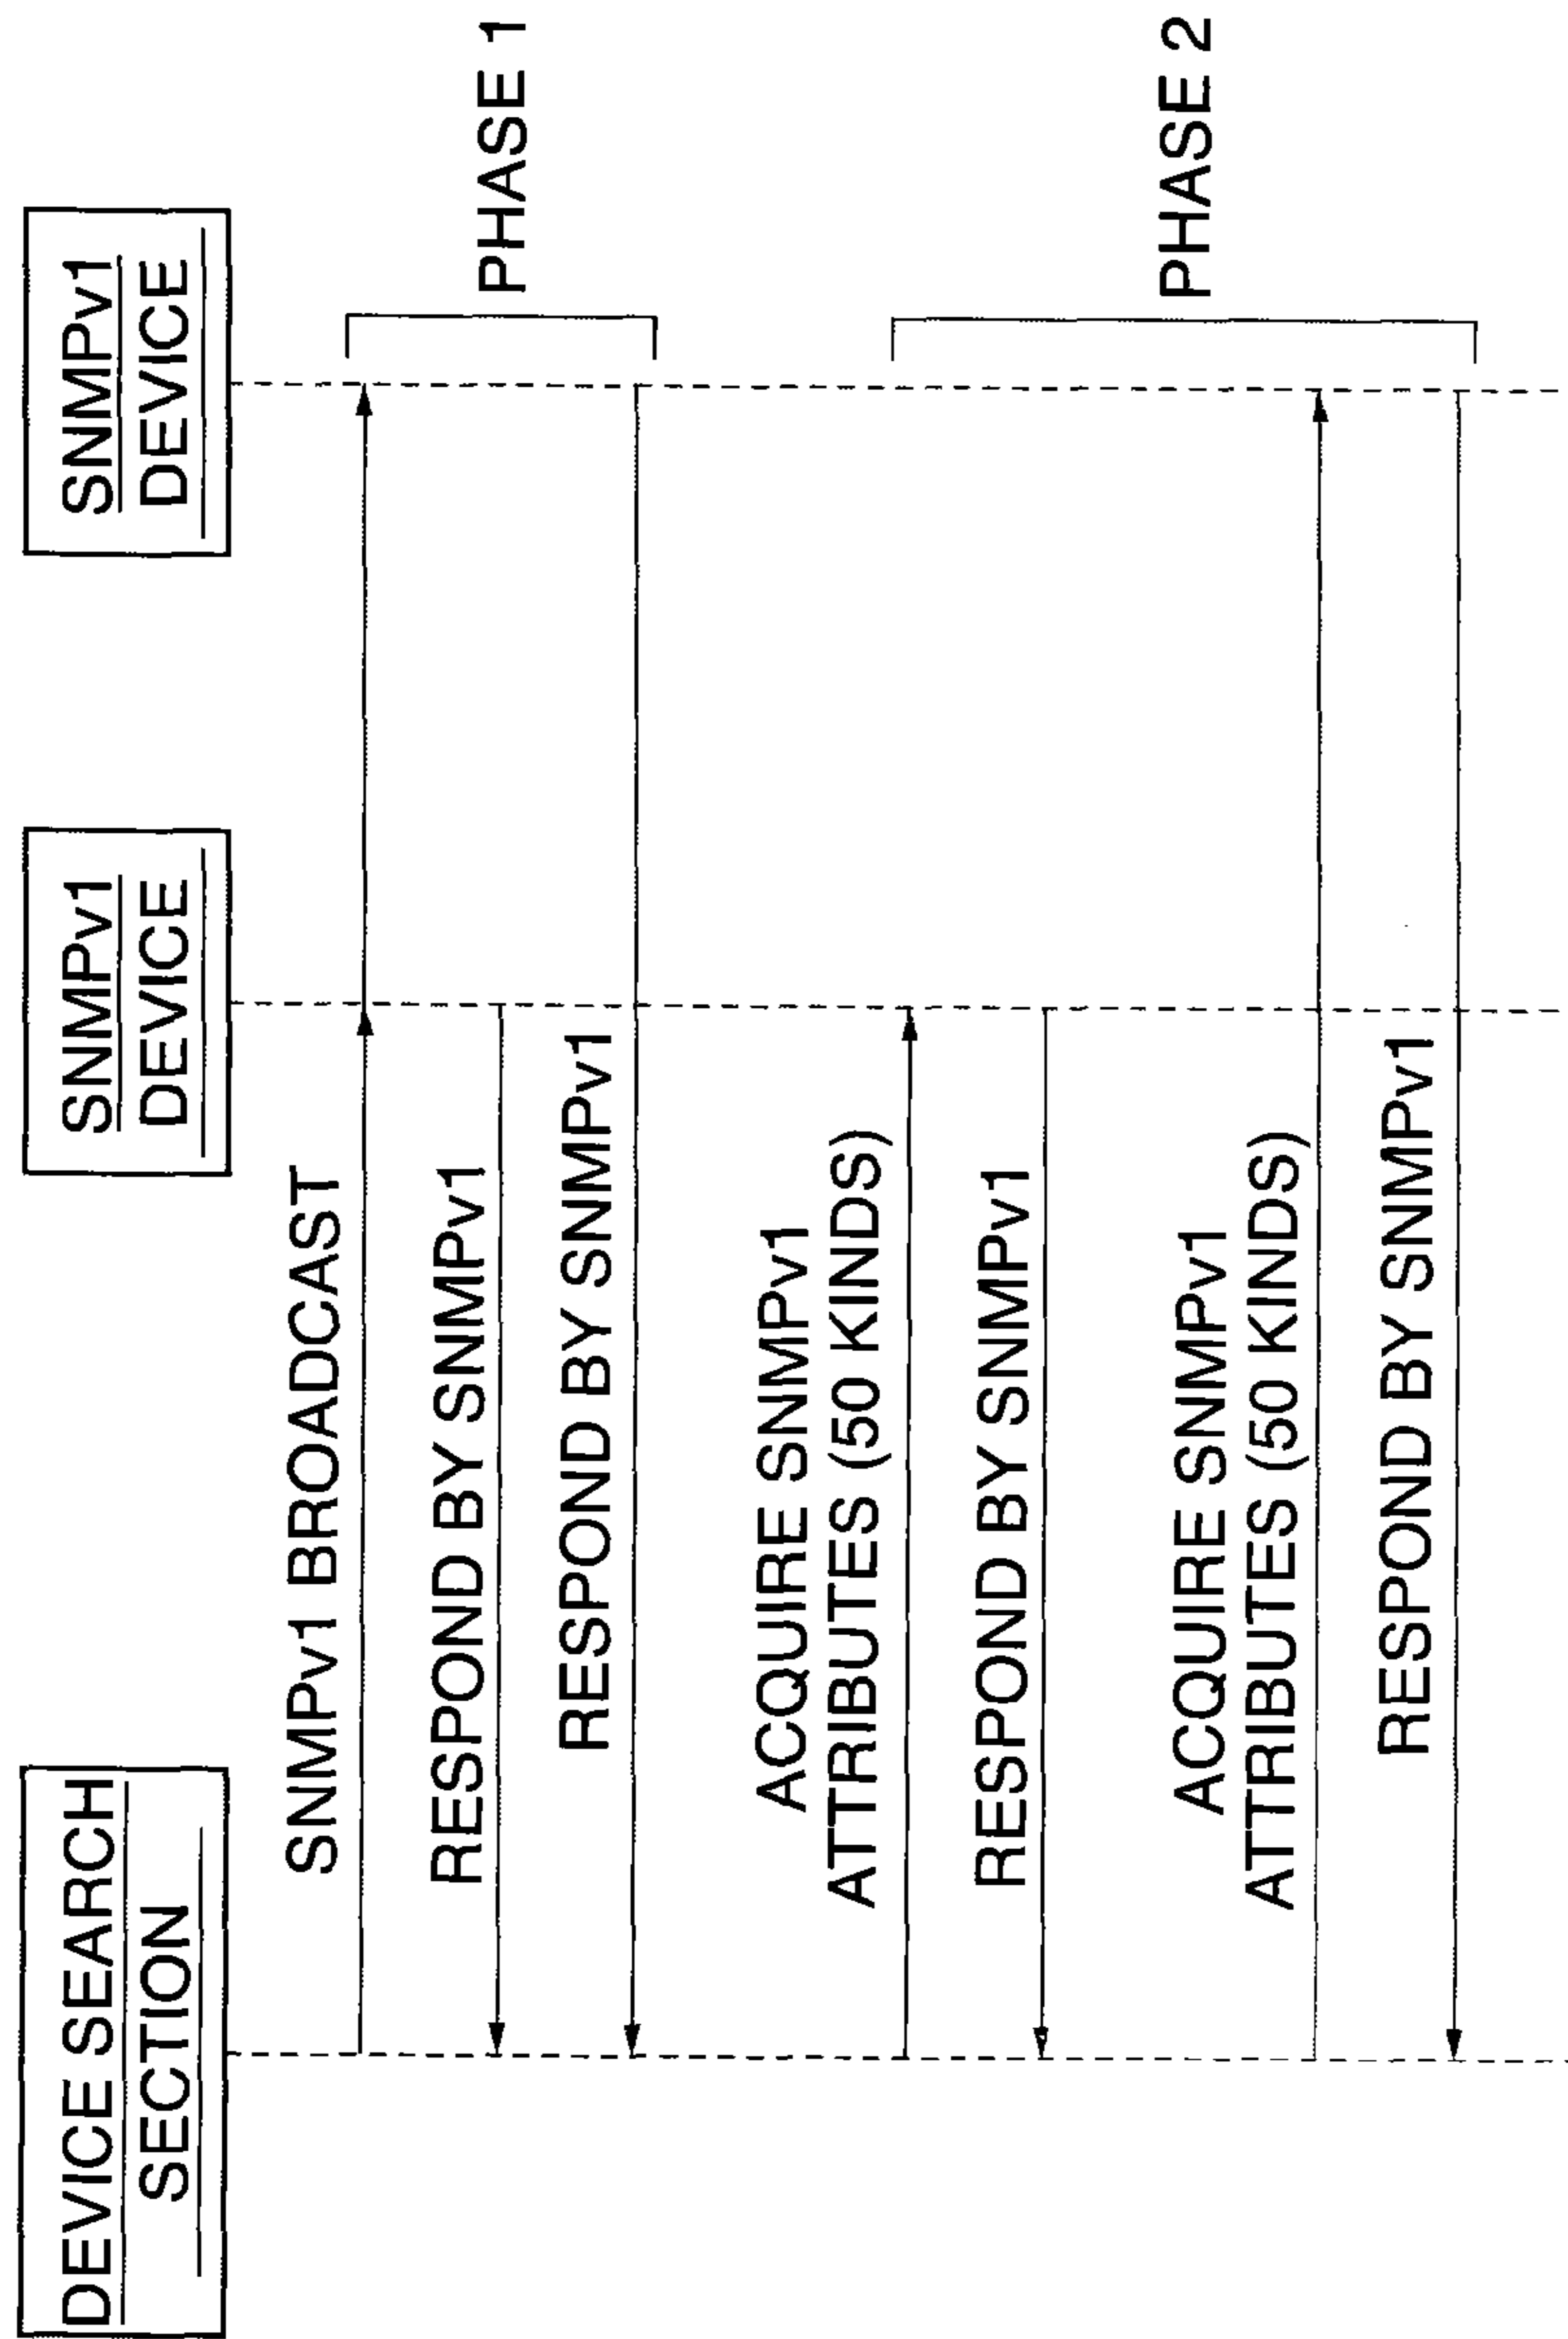 DEVICE SEARCH
SECTION
SNMPv1
DEVICE
SNMPv1
DEVICE
SNMPv1 BROADCAST
RESPOND BY SNMPv1
RESPOND BY SNMPv1
PHASE 1
ACQUIRE SNMPv1
ATTRIBUTES (50 KINDS)
RESPOND BY SNMPv1
ACQUIRE SNMPv1
ATTRIBUTES (50 KINDS)
RESPOND BY SNMPv1
PHASE 2